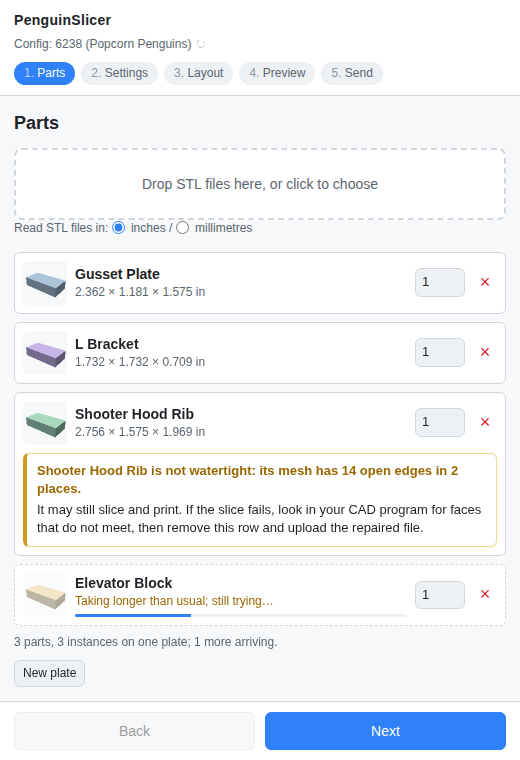 PenguinSlicer
Config: 6238 (Popcorn Penguins)
1. Parts
2. Settings
3. Layout
4. Preview
5. Send
Parts
Drop STL files here, or click to choose
Read STL files in: inches / millimetres
Gusset Plate
2.362 × 1.181 × 1.575 in
1
×
L Bracket
1.732 × 1.732 × 0.709 in
1
×
Shooter Hood Rib
2.756 × 1.575 × 1.969 in
1
×
Shooter Hood Rib is not watertight: its mesh has 14 open edges in 2
places.
It may still slice and print. If the slice fails, look in your CAD program for faces
that do not meet, then remove this row and upload the repaired file.
Elevator Block
Taking longer than usual; still trying…
1
×
3 parts, 3 instances on one plate; 1 more arriving.
New plate
Back
Next